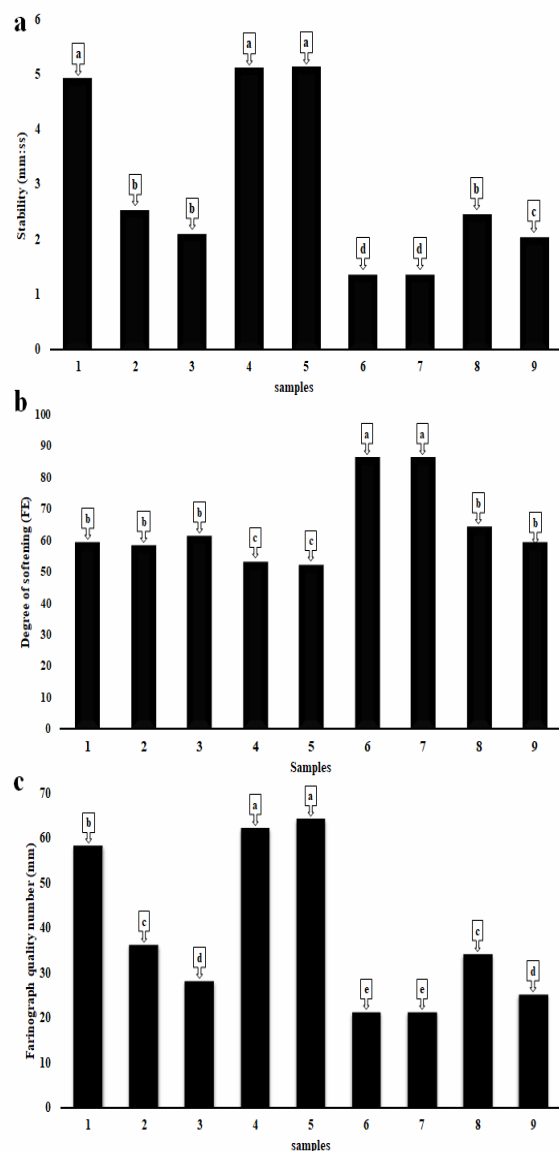 a
Stability (mm:ss)
6
5
4
3
2
1
0
a
b
b
a
a
d
d
b
c
1 2 3 4 5 6 7 8 9
samples
b
Degree of softening (FE)
100
90
80
70
60
50
40
30
20
10
0
b
b
b
c
c
a
a
b
b
1 2 3 4 5 6 7 8 9
Samples
c
Farinograph quality number (mm)
70
60
50
40
30
20
10
0
b
c
d
a
a
e
e
c
d
1 2 3 4 5 6 7 8 9
samples